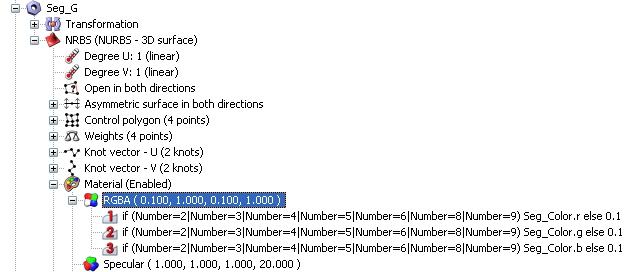 Seg_G
Transformation
NRBS (NURBS - 3D surface)
Degree U: 1 (linear)
Degree V: 1 (linear)
Open in both directions
Asymmetric surface in both directions
Control polygon (4 points)
Weights (4 points)
Knot vector - U (2 knots)
Knot vector - V (2 knots)
Material (Enabled)
RGBA ( 0.100, 1.000, 0.100, 1.000 )
1 if (Number=2|Number=3|Number=4|Number=5|Number=6|Number=8|Number=9) Seg_Color.r else 0.1
2 if (Number=2|Number=3|Number=4|Number=5|Number=6|Number=8|Number=9) Seg_Color.g else 0.1
3 if (Number=2|Number=3|Number=4|Number=5|Number=6|Number=8|Number=9) Seg_Color.b else 0.1
Specular ( 1.000, 1.000, 1.000, 20.000 )